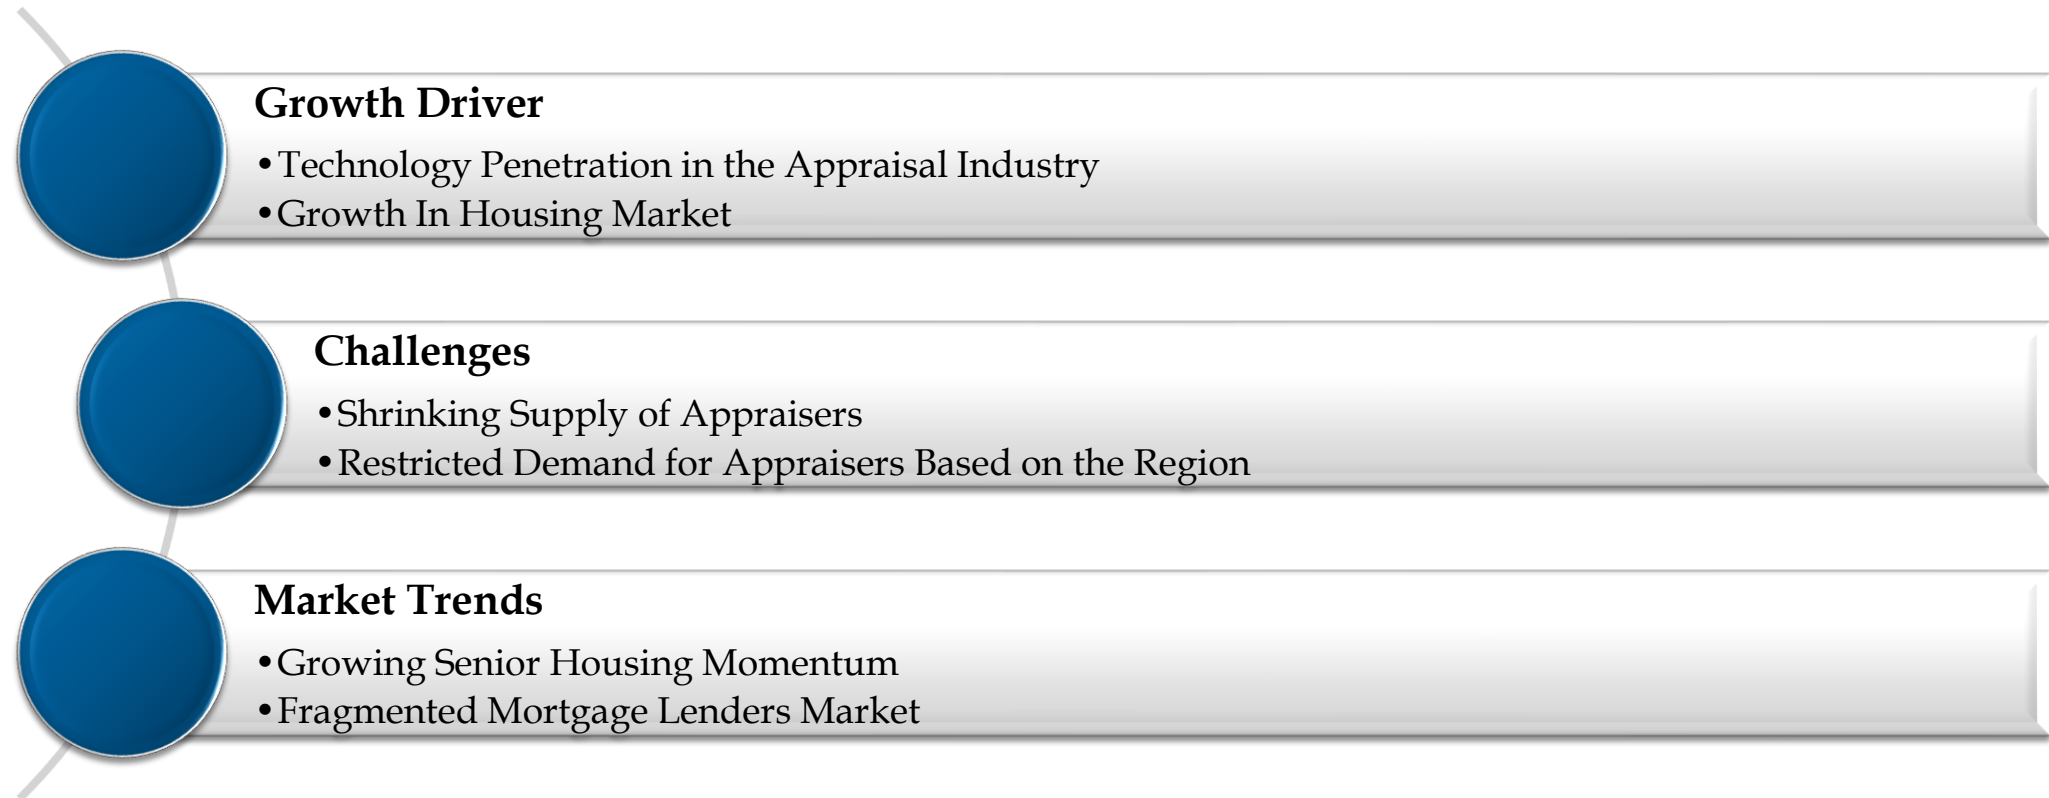 Growth Driver
•Technology Penetration in the Appraisal Industry
•Growth In Housing Market
Challenges
•Shrinking Supply of Appraisers
•Restricted Demand for Appraisers Based on the Region
Market Trends
•Growing Senior Housing Momentum
•Fragmented Mortgage Lenders Market